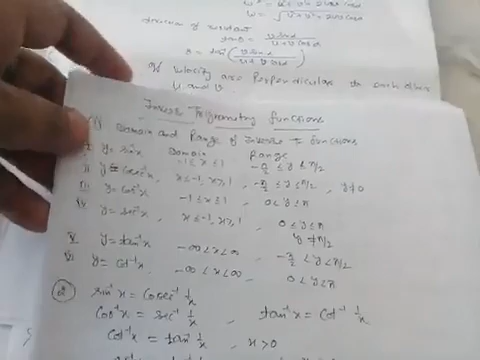 w = √u²+v²+2uv cosα
direction of resultant
tanθ = v sinα / u+v cosα
θ = tan⁻¹ (v sinα / u+v cosα)
If velocity are Perpendicular to each other
u and v
Inverse Trigonometry functions
Domain and Range of Inverse T functions
Domain Range
i y = sin⁻¹x -1≤x≤1 -π/2 ≤ y ≤ π/2
ii y = cosec⁻¹x, x≤-1, x≥1, -π/2 ≤ y ≤ π/2, y≠0
iii y = cos⁻¹x -1≤x≤1 0<y≤π
iv y = sec⁻¹x, x≤-1, x≥1, 0≤y≤π
y ≠ π/2
v y = tan⁻¹x -∞<x<∞ -π/2 < y < π/2
vi y = cot⁻¹x. -∞<x<∞ 0<y<π
② sin⁻¹x = cosec⁻¹ 1/x
cos⁻¹x = sec⁻¹ 1/x, tan⁻¹x = cot⁻¹ 1/x
cot⁻¹x = tan⁻¹ 1/x, x>0